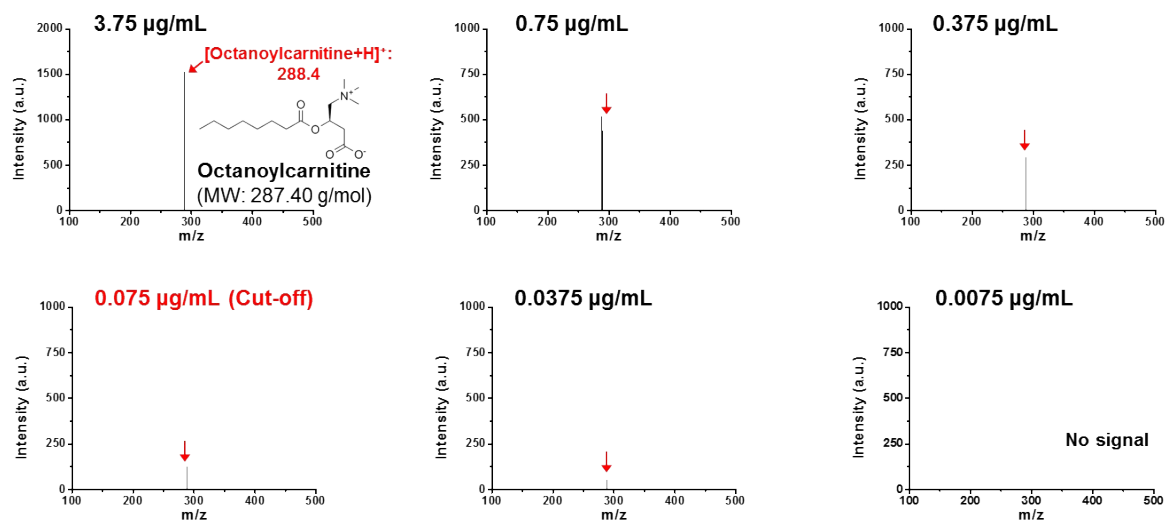 3.75 µg/mL
2000
1500
1000
500
0
Intensity (a.u.)
100 200 300 400 500
m/z
[Octanoylcarnitine+H]⁺:
288.4
N⁺
O
O
O
O⁻
Octanoylcarnitine
(MW: 287.40 g/mol)
0.75 µg/mL
1000
750
500
250
0
Intensity (a.u.)
100 200 300 400 500
m/z
0.375 µg/mL
1000
750
500
250
0
Intensity (a.u.)
100 200 300 400 500
m/z
0.075 µg/mL (Cut-off)
1000
750
500
250
0
Intensity (a.u.)
100 200 300 400 500
m/z
0.0375 µg/mL
1000
750
500
250
0
Intensity (a.u.)
100 200 300 400 500
m/z
0.0075 µg/mL
1000
750
500
250
0
Intensity (a.u.)
No signal
100 200 300 400 500
m/z